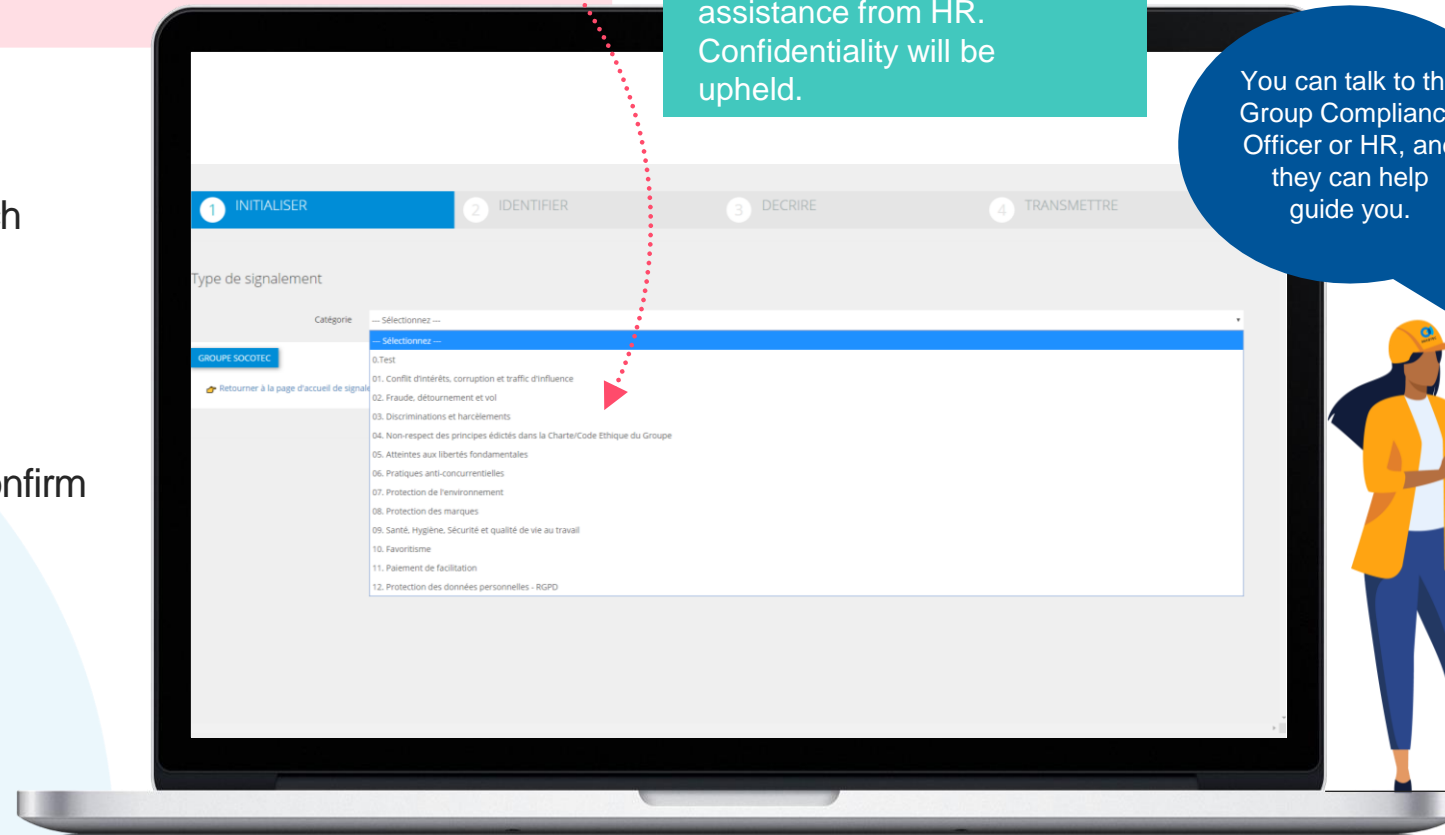 assistance from HR.
Confidentiality will be
upheld.
You can talk to th
Group Complianc
Officer or HR, and
they can help
guide you.
h
onfirm
1 INITIALISER
2 IDENTIFIER
3 DECRIRE
4 TRANSMETTRE
Type de signalement
Catégorie
--- Sélectionnez ---
--- Sélectionnez ---
0.Test
01. Conflit d'intérêts, corruption et traffic d'influence
02. Fraude, détournement et vol
03. Discriminations et harcèlements
04. Non-respect des principes édictés dans la Charte/Code Ethique du Groupe
05. Atteintes aux libertés fondamentales
06. Pratiques anti-concurrentielles
07. Protection de l'environnement
08. Protection des marques
09. Santé, Hygiène, Sécurité et qualité de vie au travail
10. Favoritisme
11. Paiement de facilitation
12. Protection des données personnelles - RGPD
GROUPE SOCOTEC
Retourner à la page d'accueil de signale